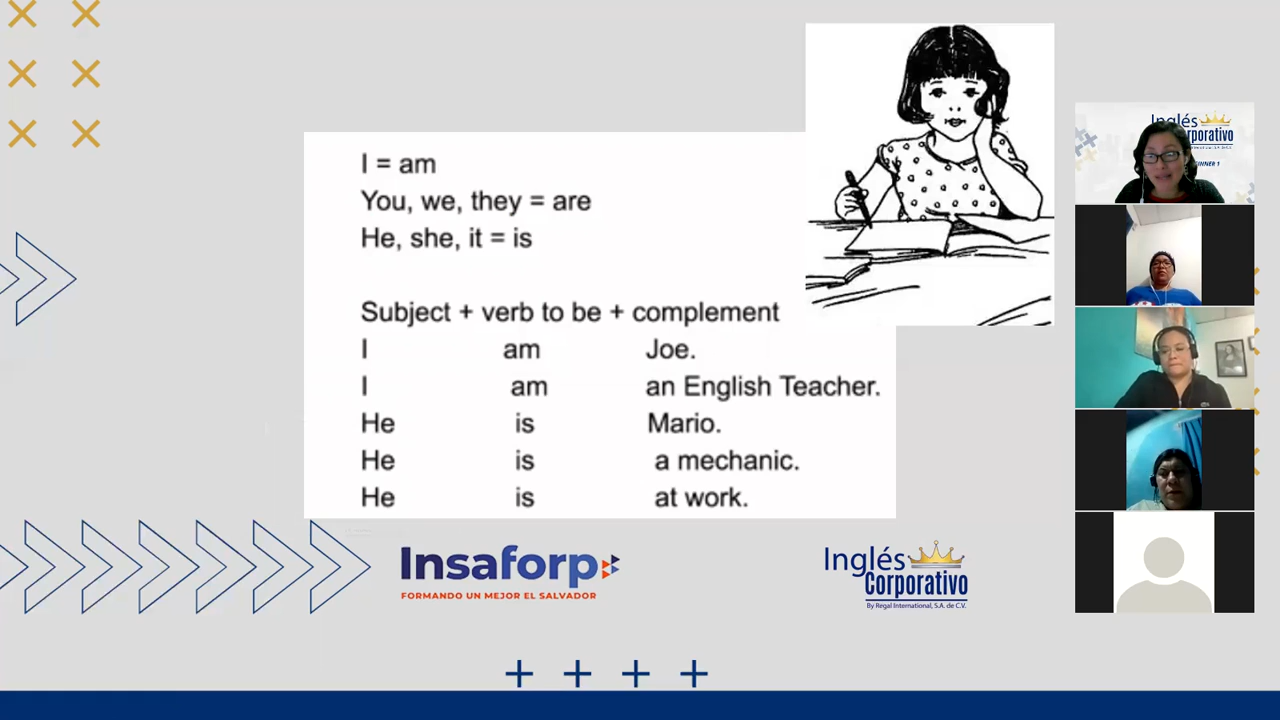 I = am
You, we, they = are
He, she, it = is
Subject + verb to be + complement
I am Joe.
I am an English Teacher.
He is Mario.
He is a mechanic.
He is at work.
Insaforp
FORMANDO UN MEJOR EL SALVADOR
Inglés
Corporativo
By Regal International, S.A. de C.V.
Inglés
rporativo